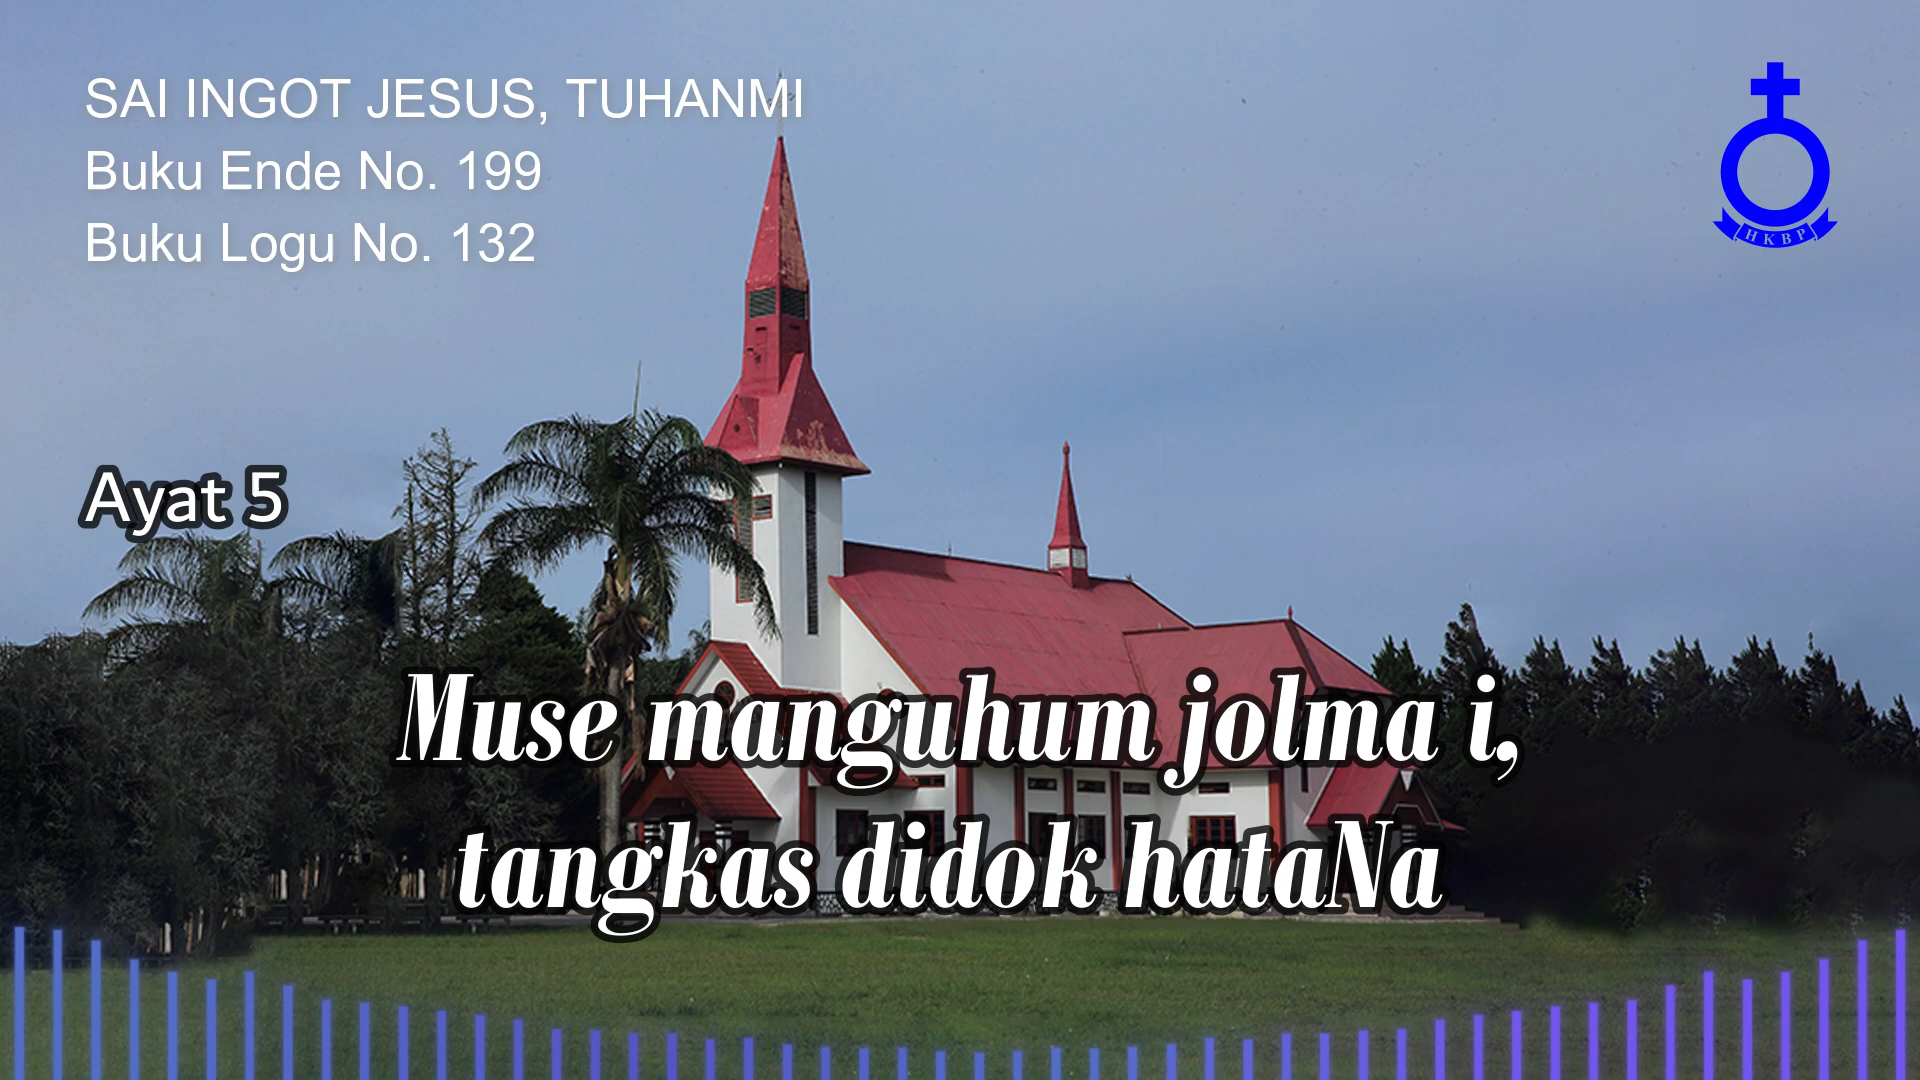 SAI INGOT JESUS, TUHANMI
Buku Ende No. 199
Buku Logu No. 132
HKBP
Ayat 5
Muse manguhum jolma i,
tangkas didok hataNa